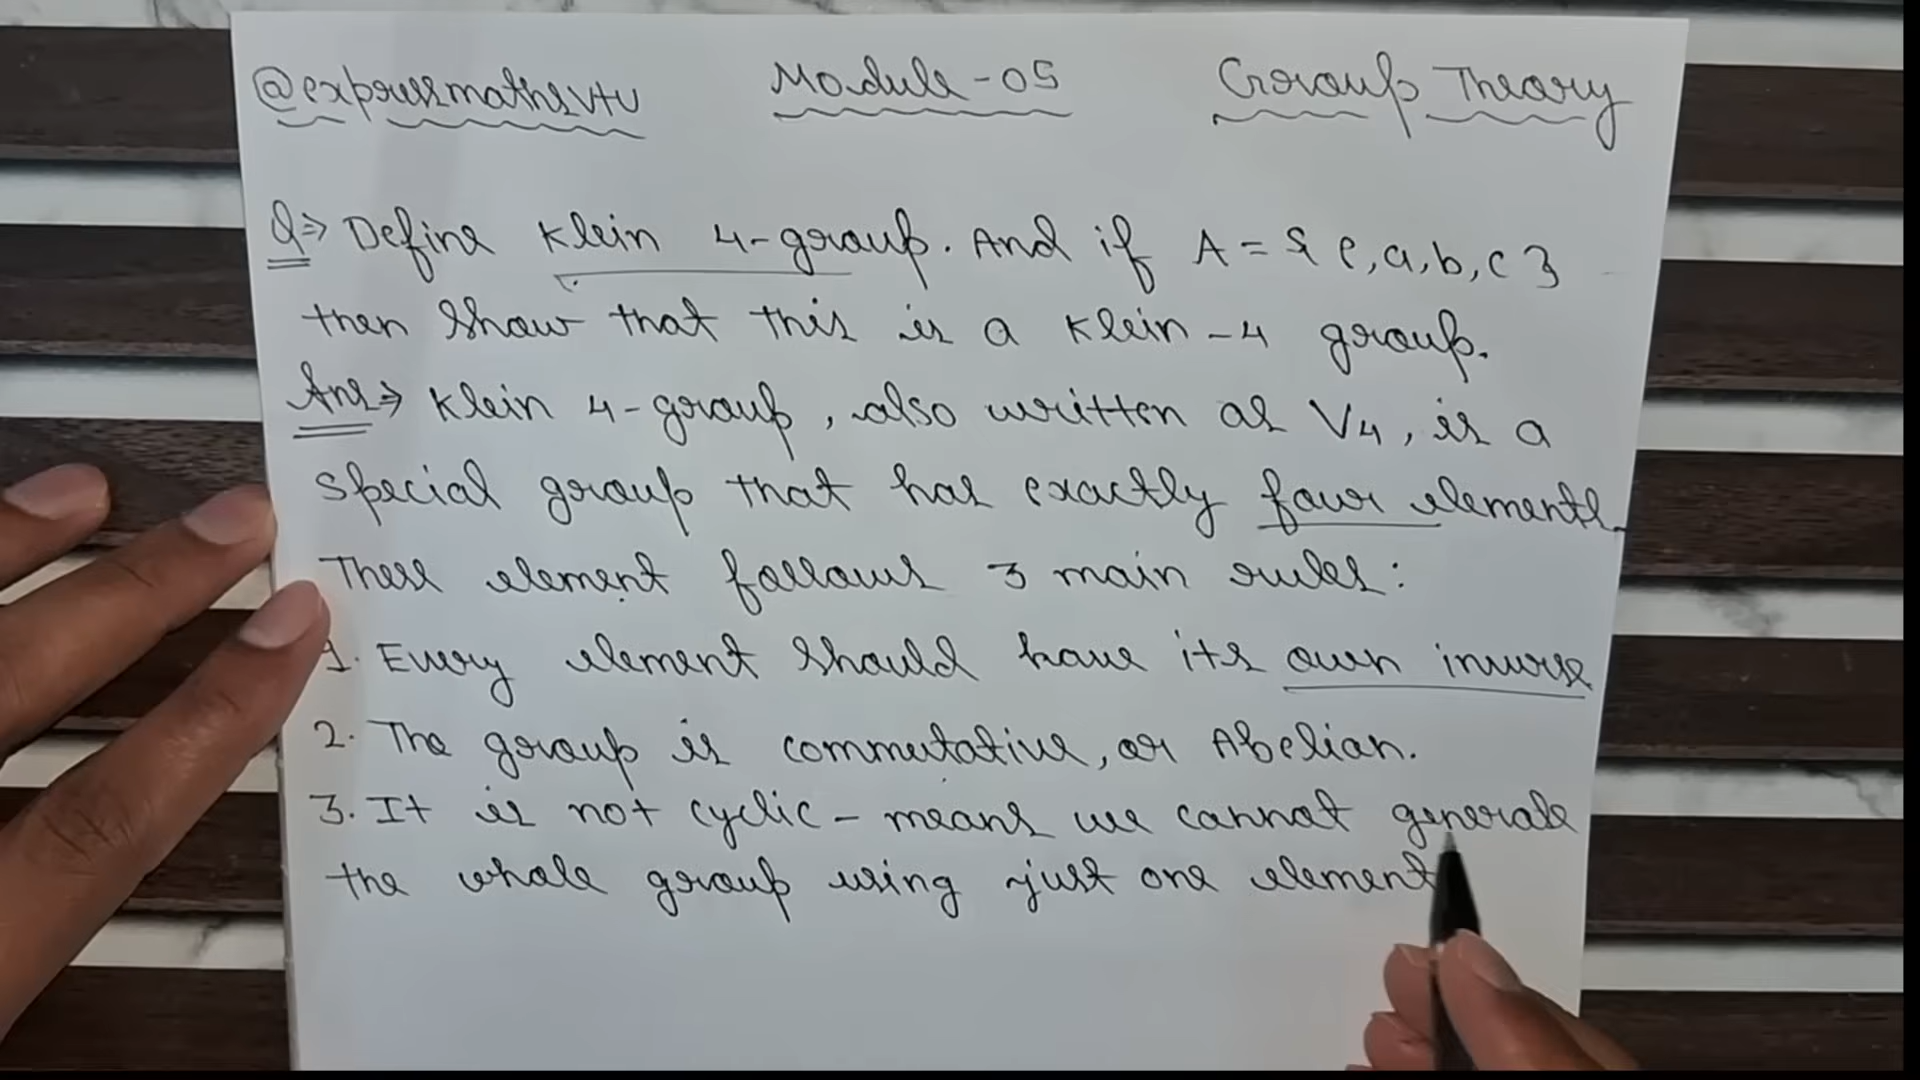 @expressmathsvtu Module-05 Group Theory
Q⇒ Define Klein 4-group. And if A = { e, a, b, c }
then show that this is a Klein-4 group.
Ans⇒ Klein 4-group, also written as V4, is a
special group that has exactly four elements.
These element follows 3 main rules:
1. Every element should have its own inverse
2. The group is commutative, or Abelian.
3. It is not cyclic - means we cannot generate
the whole group using just one element